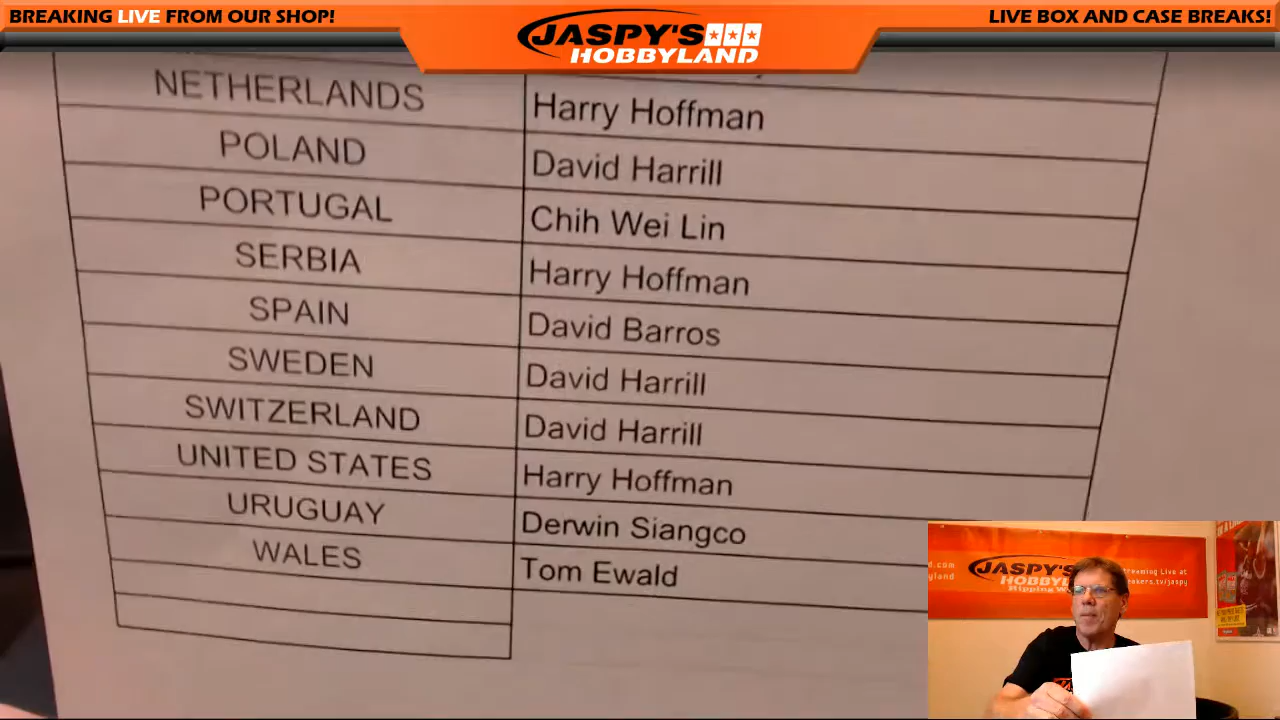 BREAKING LIVE FROM OUR SHOP!
JASPY'S
HOBBYLAND
LIVE BOX AND CASE BREAKS!
NETHERLANDS Harry Hoffman
POLAND David Harrill
PORTUGAL Chih Wei Lin
SERBIA Harry Hoffman
SPAIN David Barros
SWEDEN David Harrill
SWITZERLAND David Harrill
UNITED STATES Harry Hoffman
URUGUAY Derwin Siangco
WALES Tom Ewald
JASPY'S
HOBBYLAND